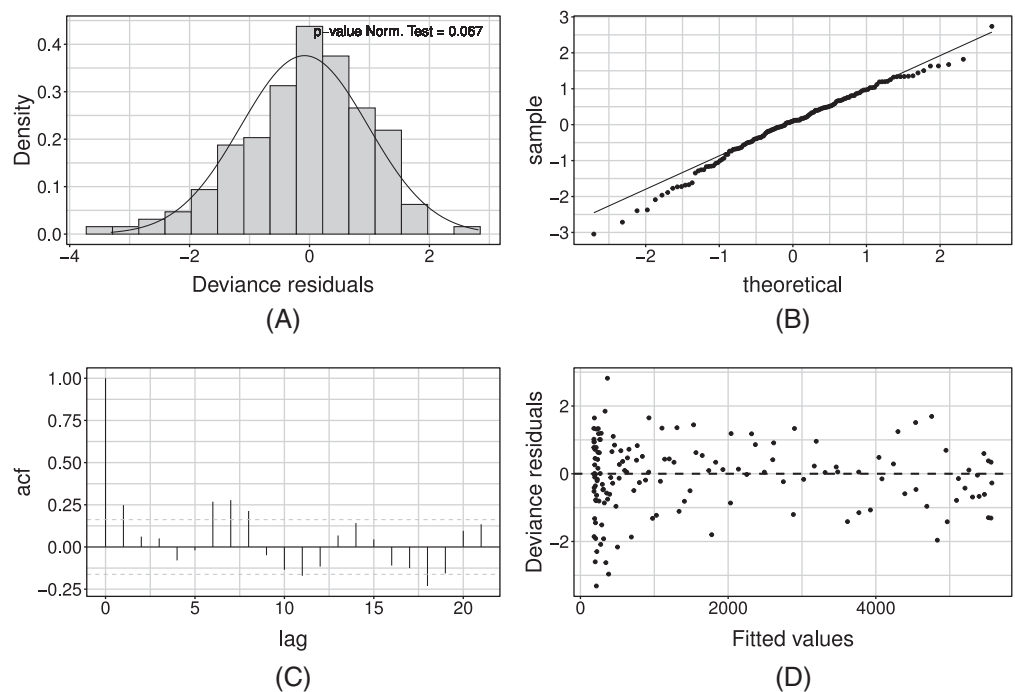 p-value Norm. Test = 0.067
0.4
0.3
0.2
0.1
0.0
Density
−4 −2 0 2
Deviance residuals
(A)
3
2
1
0
−1
−2
−3
sample
−2 −1 0 1 2
theoretical
(B)
1.00
0.75
0.50
0.25
0.00
−0.25
acf
0 5 10 15 20
lag
(C)
2
0
−2
Deviance residuals
0 2000 4000
Fitted values
(D)